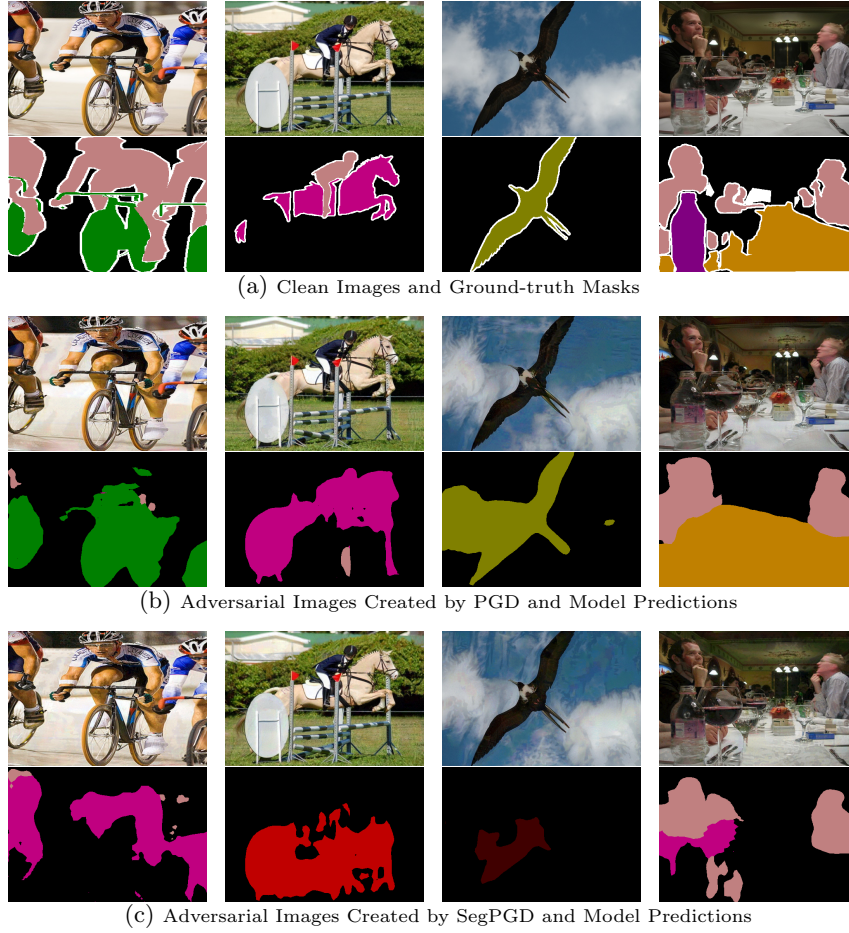 (a) Clean Images and Ground-truth Masks
(b) Adversarial Images Created by PGD and Model Predictions
(c) Adversarial Images Created by SegPGD and Model Predictions